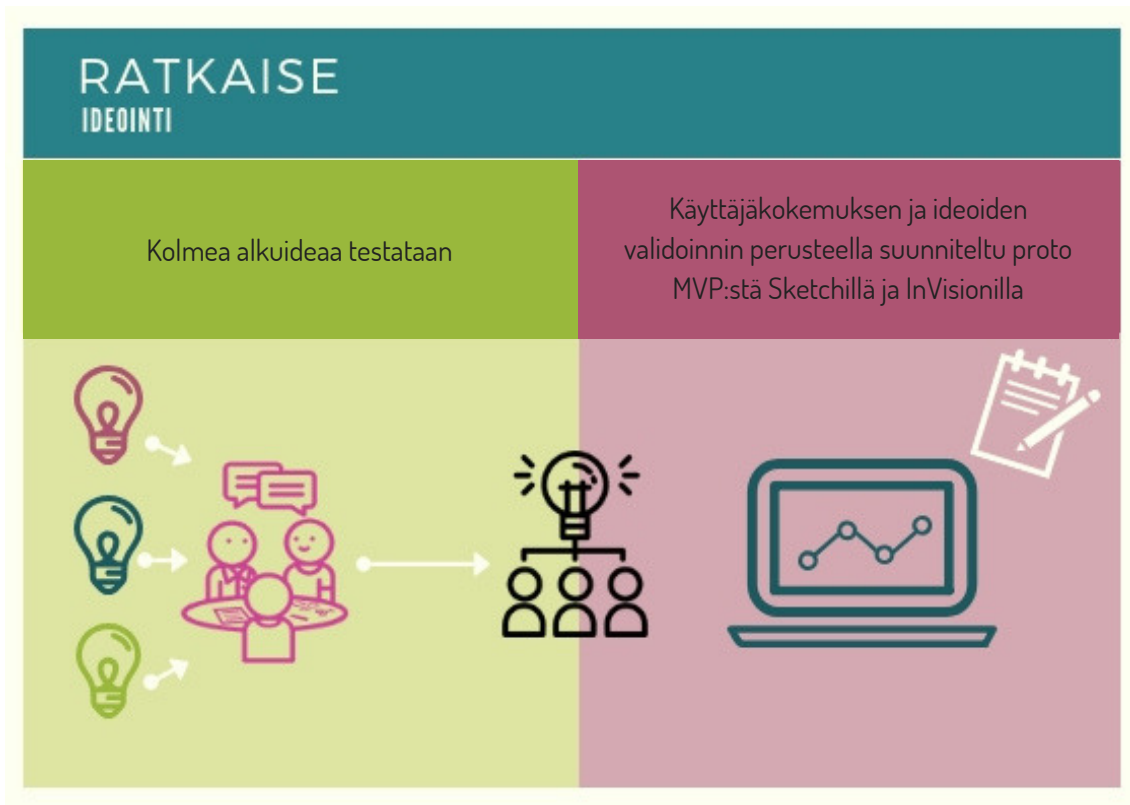 RATKAISE
IDEOINTI
Kolmea alkuideaa testataan
Käyttäjäkokemuksen ja ideoiden
validoinnin perusteella suunniteltu proto
MVP:stä Sketchillä ja InVisionilla